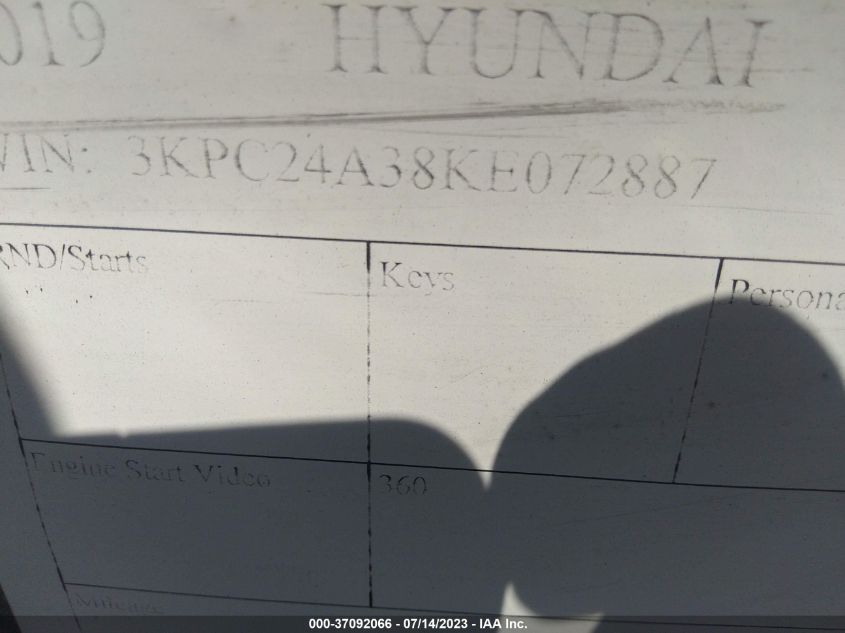 019 HYUNDAI
VIN: 3KPC24A38KE072887
RND/Starts Keys Persona
Engine Start Video 360
Mileage
000-37092066 - 07/14/2023 - IAA Inc.